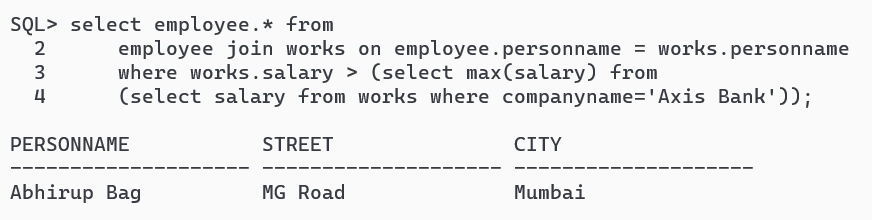 SQL> select employee.* from
  2      employee join works on employee.personname = works.personname
  3      where works.salary > (select max(salary) from
  4      (select salary from works where companyname='Axis Bank'));
PERSONNAME           STREET               CITY
-------------------- -------------------- --------------------
Abhirup Bag          MG Road              Mumbai